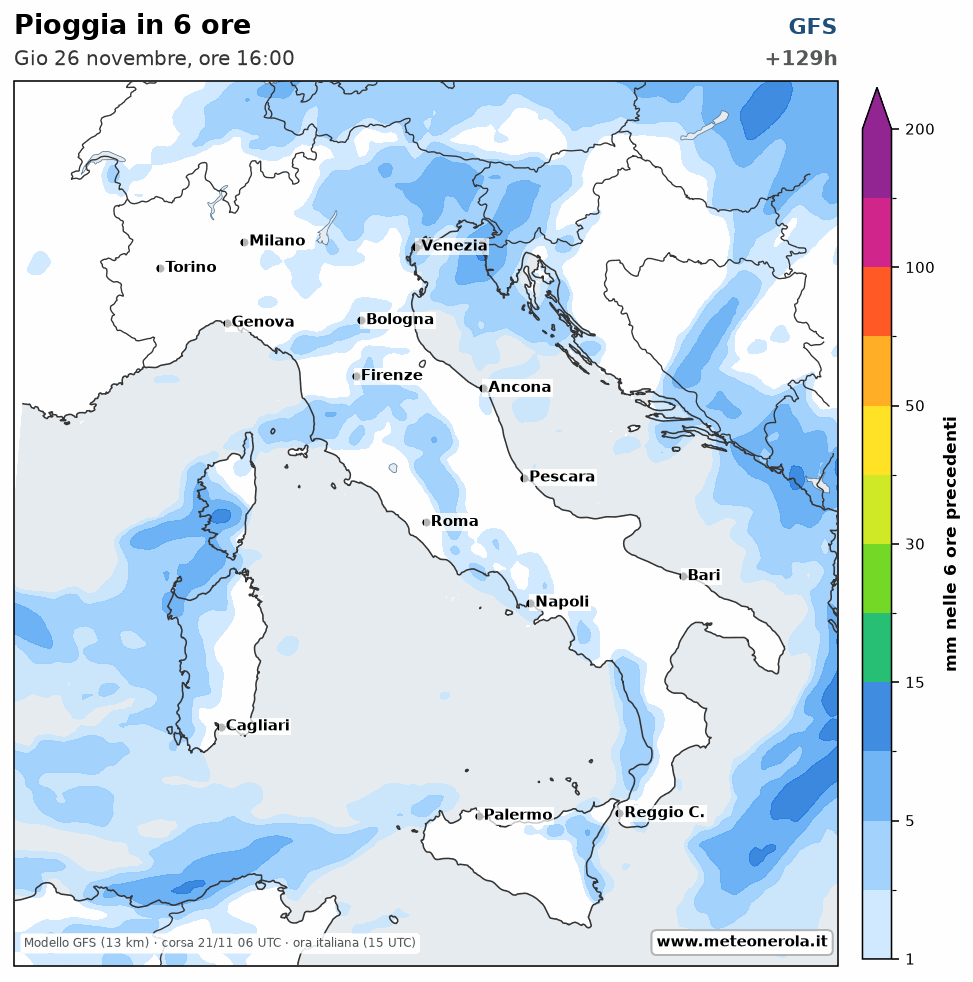 Pioggia in 6 ore
GFS
Gio 26 novembre, ore 16:00
+129h
Milano
Venezia
Torino
Genova
Bologna
Firenze
Ancona
Pescara
Roma
Bari
Napoli
Cagliari
Palermo
Reggio C.
Modello GFS (13 km) · corsa 21/11 06 UTC · ora italiana (15 UTC)
www.meteonerola.it
200
100
50
30
15
5
1
mm nelle 6 ore precedenti